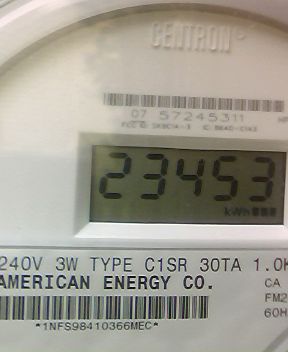 CENTRON®
07 57245311
23453
kWh
240V 3W TYPE C1SR 30TA 1.0K
AMERICAN ENERGY CO.
CA
FM2
60H
*1NFS98410366MEC*